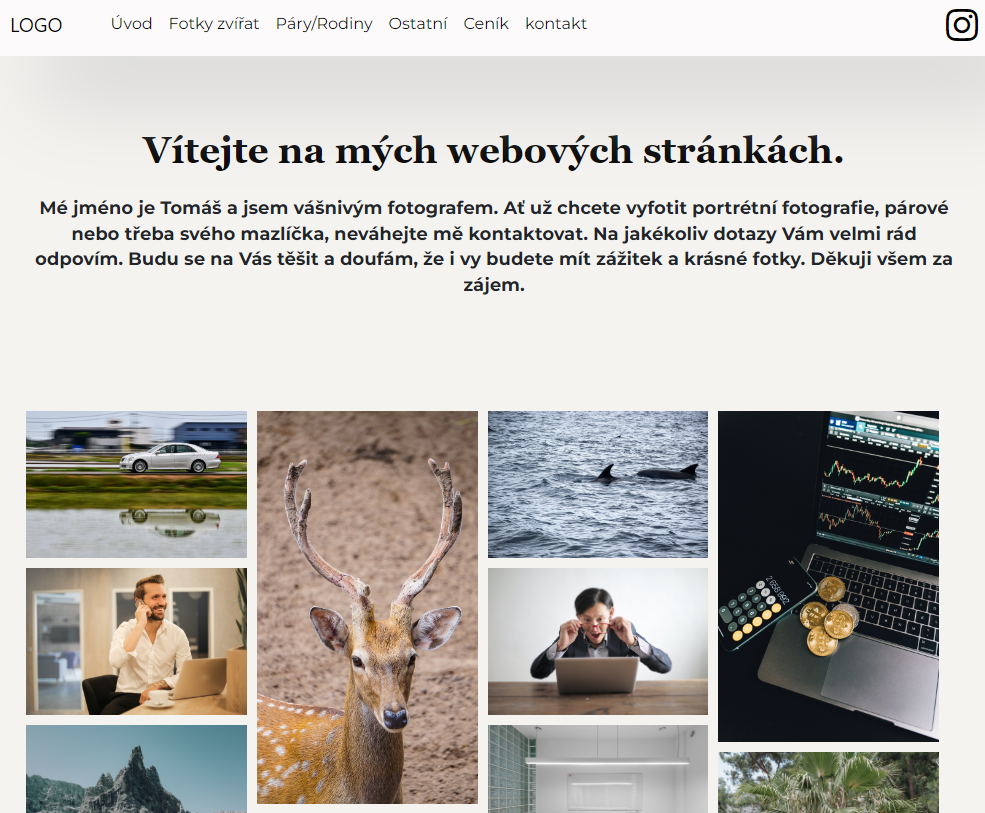 LOGO Úvod Fotky zvířat Páry/Rodiny Ostatní Ceník kontakt
Vítejte na mých webových stránkách.
Mé jméno je Tomáš a jsem vášnivým fotografem. Ať už chcete vyfotit portrétní fotografie, párové
nebo třeba svého mazlíčka, neváhejte mě kontaktovat. Na jakékoliv dotazy Vám velmi rád
odpovím. Budu se na Vás těšit a doufám, že i vy budete mít zážitek a krásné fotky. Děkuji všem za
zájem.